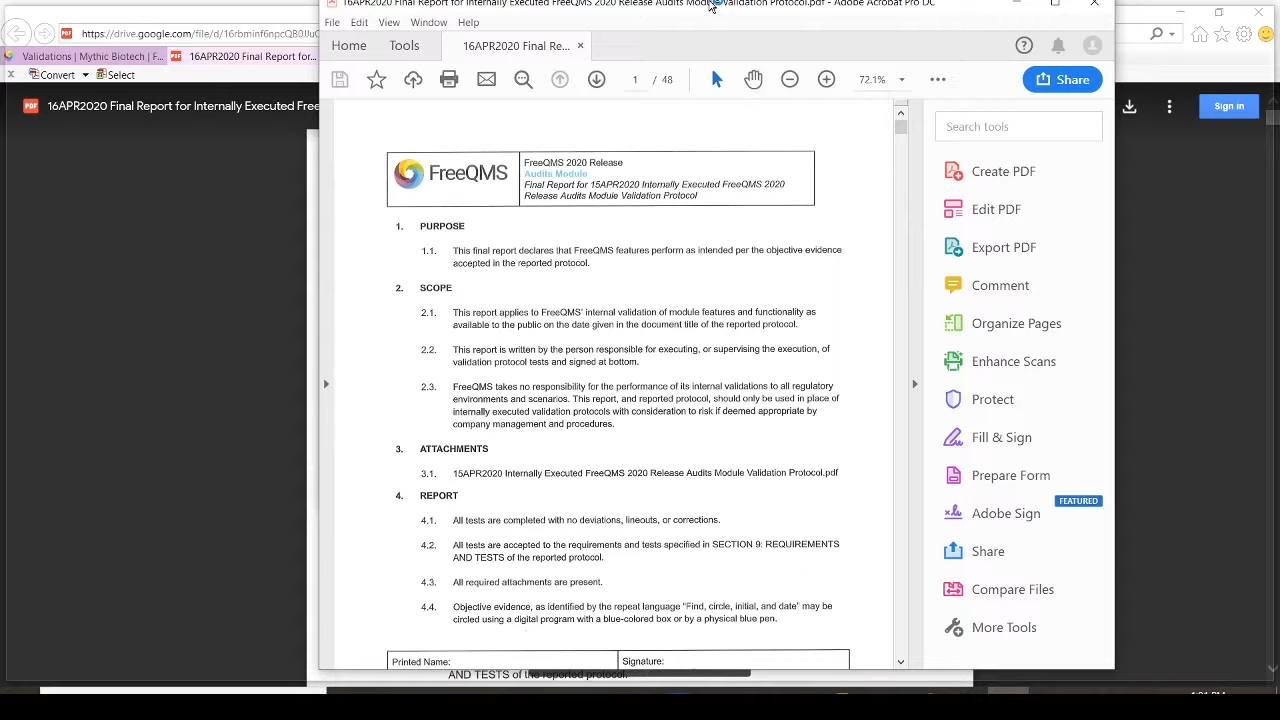 16APR2020 Final Report for Internally Executed FreeQMS 2020 Release Audits Module Validation Protocol.pdf - Adobe Acrobat Pro DC
File Edit View Window Help
https://drive.google.com/file/d/16rbminf6npcQ80JJu
Home Tools 16APR2020 Final Re... ×
Validations | Mythic Biotech | F...
16APR2020 Final Report for...
x Convert Select
1 / 48 72.1% Share
16APR2020 Final Report for Internally Executed Fre
Sign in
Search tools
FreeQMS
FreeQMS 2020 Release
Audits Module
Final Report for 15APR2020 Internally Executed FreeQMS 2020
Release Audits Module Validation Protocol
1. PURPOSE
1.1. This final report declares that FreeQMS features perform as intended per the objective evidence
accepted in the reported protocol.
2. SCOPE
2.1. This report applies to FreeQMS' internal validation of module features and functionality as
available to the public on the date given in the document title of the reported protocol.
2.2. This report is written by the person responsible for executing, or supervising the execution, of
validation protocol tests and signed at bottom.
2.3. FreeQMS takes no responsibility for the performance of its internal validations to all regulatory
environments and scenarios. This report, and reported protocol, should only be used in place of
internally executed validation protocols with consideration to risk if deemed appropriate by
company management and procedures.
3. ATTACHMENTS
3.1. 15APR2020 Internally Executed FreeQMS 2020 Release Audits Module Validation Protocol.pdf
4. REPORT
4.1. All tests are completed with no deviations, lineouts, or corrections.
4.2. All tests are accepted to the requirements and tests specified in SECTION 9: REQUIREMENTS
AND TESTS of the reported protocol.
4.3. All required attachments are present.
4.4. Objective evidence, as identified by the repeat language "Find, circle, initial, and date" may be
circled using a digital program with a blue-colored box or by a physical blue pen.
Printed Name: Signature:
AND TESTS of the reported protocol.
Create PDF
Edit PDF
Export PDF
Comment
Organize Pages
Enhance Scans
Protect
Fill & Sign
Prepare Form
FEATURED
Adobe Sign
Share
Compare Files
More Tools